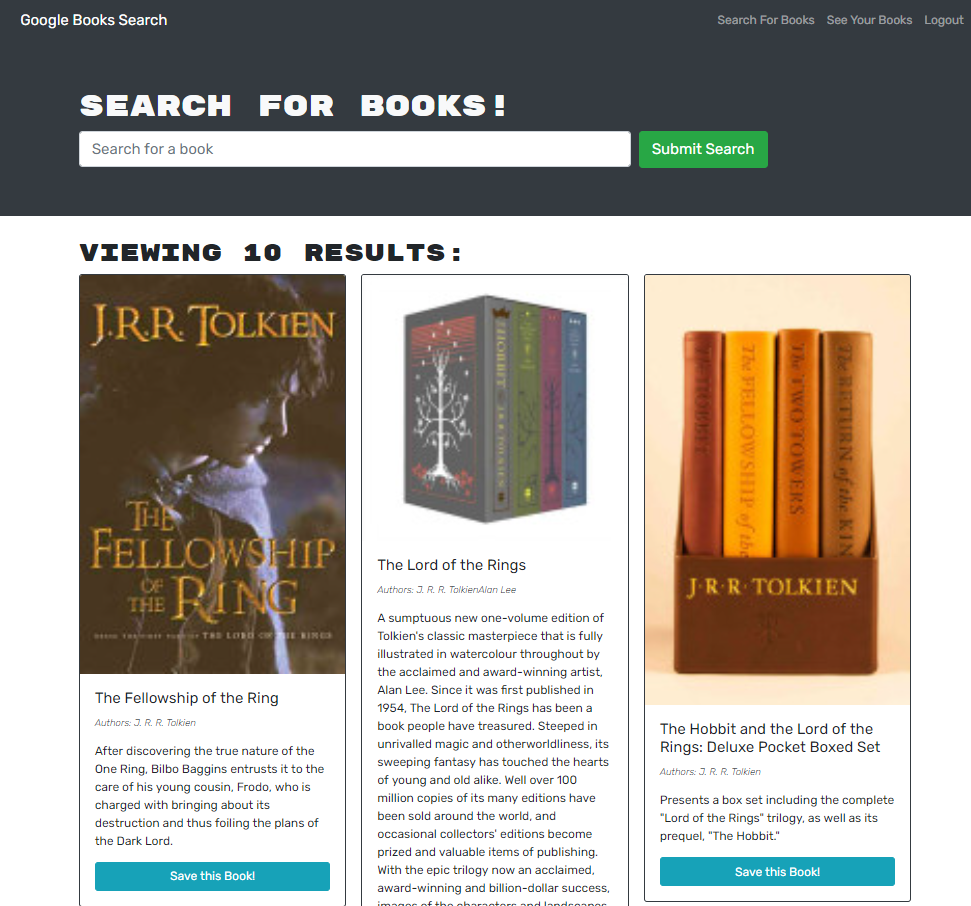 Google Books Search
Search For Books
See Your Books
Logout
SEARCH FOR BOOKS!
Search for a book
Submit Search
VIEWING 10 RESULTS:
J.R.R. TOLKIEN
THE
FELLOWSHIP
OF
THE RING
BEING THE FIRST PART OF THE LORD OF THE RINGS
The Fellowship of the Ring
Authors: J. R. R. Tolkien
After discovering the true nature of the
One Ring, Bilbo Baggins entrusts it to the
care of his young cousin, Frodo, who is
charged with bringing about its
destruction and thus foiling the plans of
the Dark Lord.
Save this Book!
HOBBIT
J.R.R. TOLKIEN
The Lord of the Rings
Authors: J. R. R. TolkienAlan Lee
A sumptuous new one-volume edition of
Tolkien's classic masterpiece that is fully
illustrated in watercolour throughout by
the acclaimed and award-winning artist,
Alan Lee. Since it was first published in
1954, The Lord of the Rings has been a
book people have treasured. Steeped in
unrivalled magic and otherworldliness, its
sweeping fantasy has touched the hearts
of young and old alike. Well over 100
million copies of its many editions have
been sold around the world, and
occasional collectors' editions become
prized and valuable items of publishing.
With the epic trilogy now an acclaimed,
award-winning and billion-dollar success,
images of the characters and landscapes
The HOBBIT
The FELLOWSHIP of the
The TWO TOWERS
The RETURN of the KIN
J·R·R·TOLKIEN
The Hobbit and the Lord of the
Rings: Deluxe Pocket Boxed Set
Authors: J. R. R. Tolkien
Presents a box set including the complete
"Lord of the Rings" trilogy, as well as its
prequel, "The Hobbit."
Save this Book!